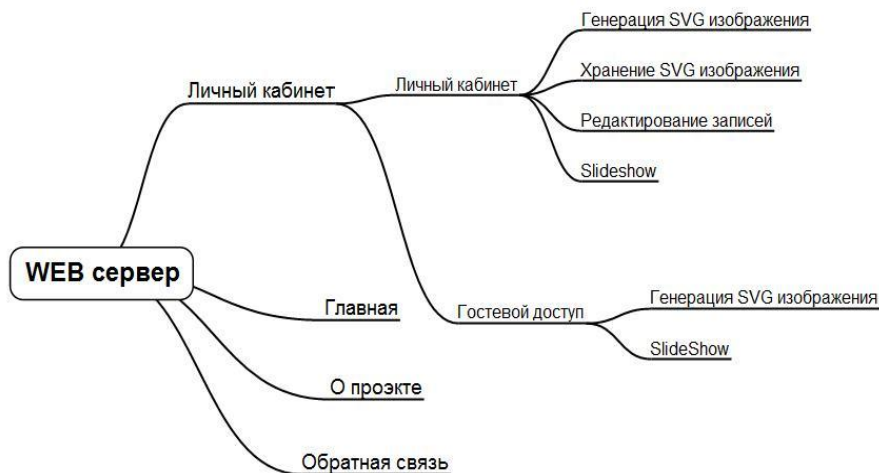 Генерация SVG изображения
Личный кабинет
Личный кабинет
Хранение SVG изображения
Редактирование записей
Slideshow
WEB сервер
Главная
Гостевой доступ
Генерация SVG изображения
SlideShow
О проэкте
Обратная связь